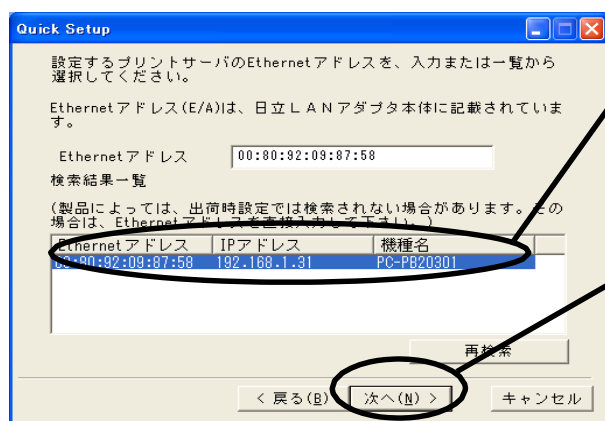 Quick Setup
設定するプリントサーバのEthernetアドレスを、入力または一覧から
選択してください。
Ethernetアドレス(E/A)は、日立ＬＡＮアダプタ本体に記載されていま
す。
Ethernetアドレス 00:80:92:09:87:58
検索結果一覧
(製品によっては、出荷時設定では検索されない場合があります。その
場合は、Ethernetアドレスを直接入力して下さい。)
Ethernetアドレス IPアドレス 機種名
00:80:92:09:87:58 192.168.1.31 PC-PB20301
再検索
< 戻る(B) 次へ(N) > キャンセル